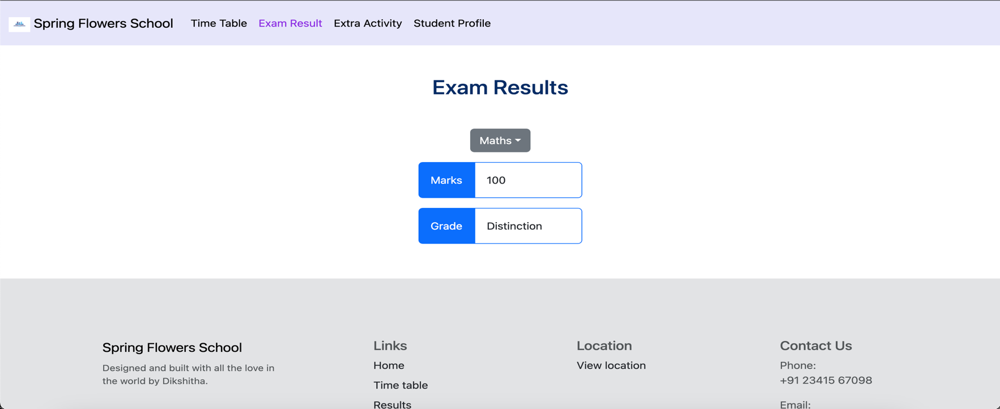 Spring Flowers School
Time Table
Exam Result
Extra Activity
Student Profile
Exam Results
Maths
Marks
100
Grade
Distinction
Spring Flowers School
Designed and built with all the love in
the world by Dikshitha.
Links
Home
Time table
Results
Location
View location
Contact Us
Phone:
+91 23415 67098
Email: